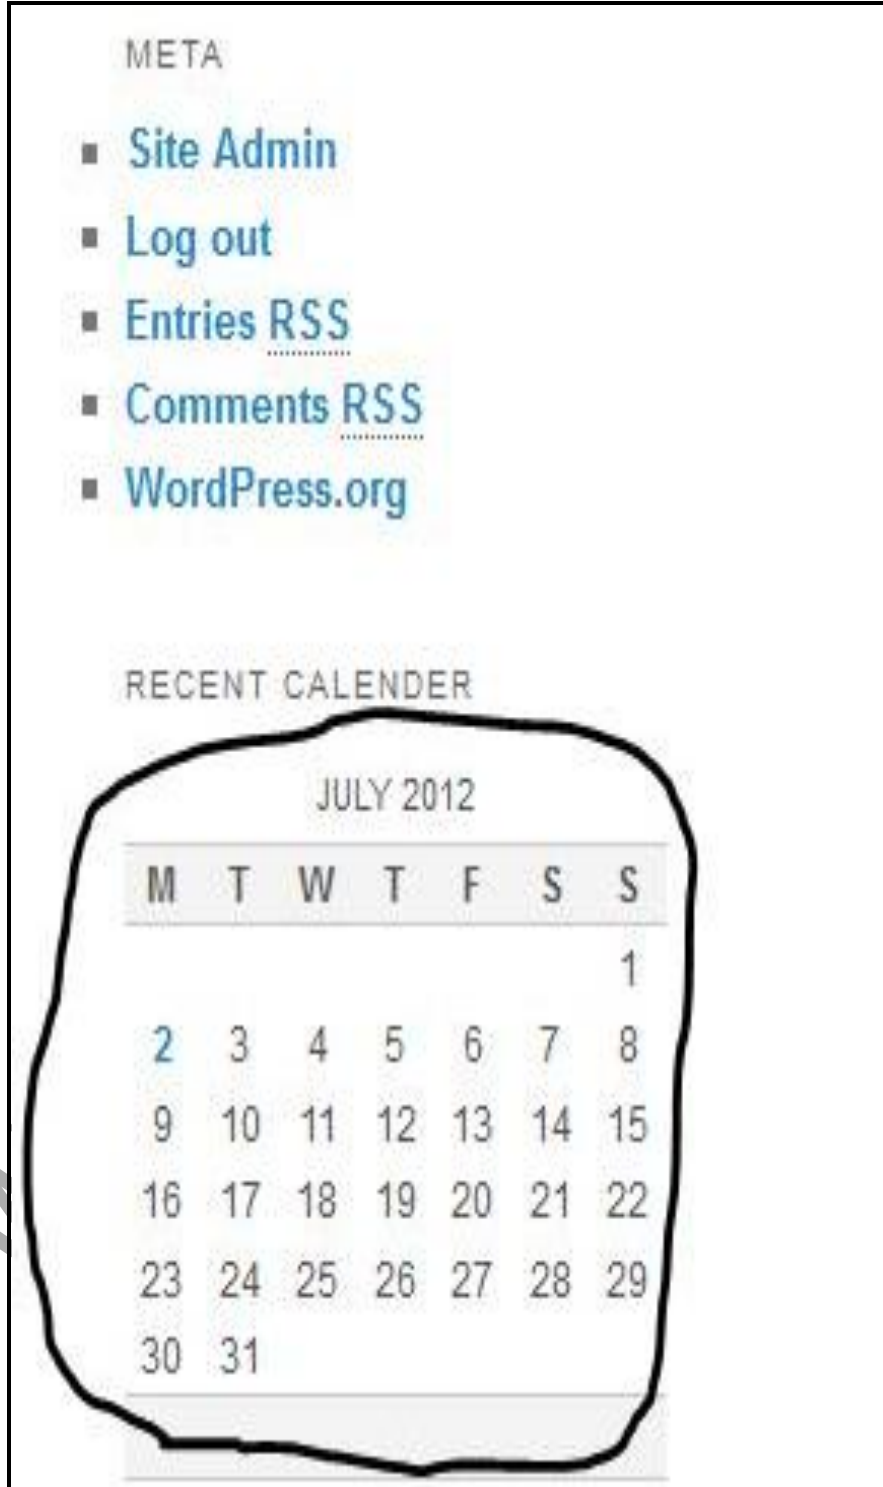 META
Site Admin
Log out
Entries RSS
Comments RSS
WordPress.org
RECENT CALENDER
JULY 2012
M T W T F S S
1
2 3 4 5 6 7 8
9 10 11 12 13 14 15
16 17 18 19 20 21 22
23 24 25 26 27 28 29
30 31